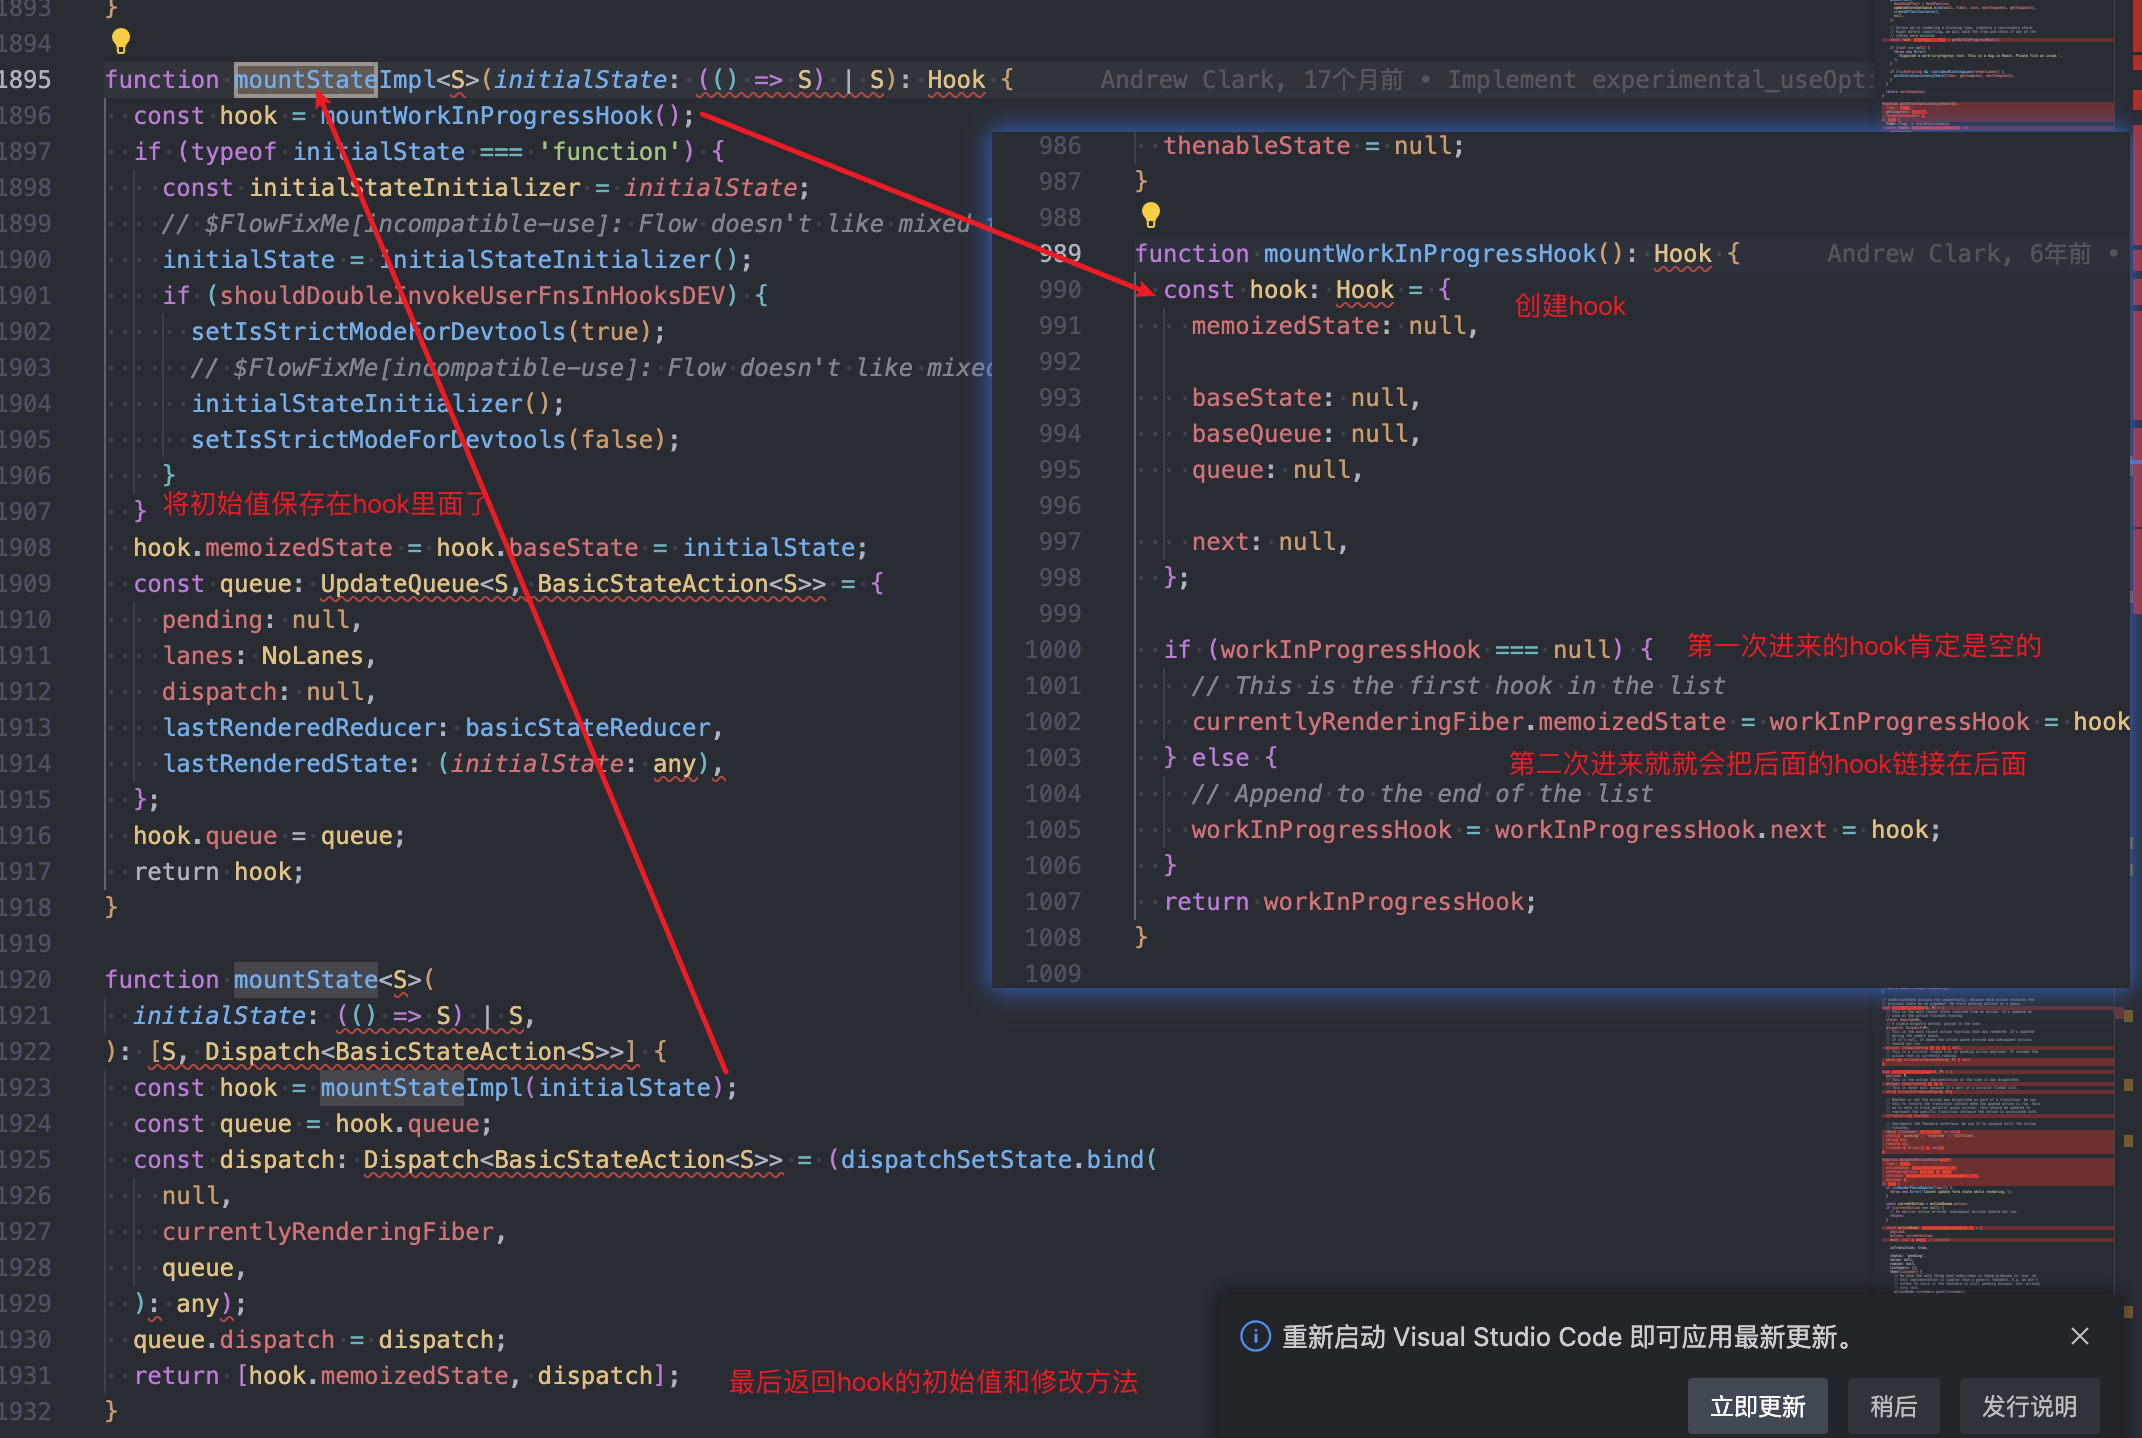 1893 }
1894
1895 function mountStateImpl<S>(initialState: (() => S) | S): Hook {    Andrew Clark, 17个月前 • Implement experimental_useOpti
1896   const hook = mountWorkInProgressHook();
1897   if (typeof initialState === 'function') {
1898     const initialStateInitializer = initialState;
1899     // $FlowFixMe[incompatible-use]: Flow doesn't like mixed
1900     initialState = initialStateInitializer();
1901     if (shouldDoubleInvokeUserFnsInHooksDEV) {
1902       setIsStrictModeForDevtools(true);
1903       // $FlowFixMe[incompatible-use]: Flow doesn't like mixed
1904       initialStateInitializer();
1905       setIsStrictModeForDevtools(false);
1906     }
1907   } 将初始值保存在hook里面了
1908   hook.memoizedState = hook.baseState = initialState;
1909   const queue: UpdateQueue<S, BasicStateAction<S>> = {
1910     pending: null,
1911     lanes: NoLanes,
1912     dispatch: null,
1913     lastRenderedReducer: basicStateReducer,
1914     lastRenderedState: (initialState: any),
1915   };
1916   hook.queue = queue;
1917   return hook;
1918 }
1919
1920 function mountState<S>(
1921   initialState: (() => S) | S,
1922 ): [S, Dispatch<BasicStateAction<S>>] {
1923   const hook = mountStateImpl(initialState);
1924   const queue = hook.queue;
1925   const dispatch: Dispatch<BasicStateAction<S>> = (dispatchSetState.bind(
1926     null,
1927     currentlyRenderingFiber,
1928     queue,
1929   ): any);
1930   queue.dispatch = dispatch;
1931   return [hook.memoizedState, dispatch]; 最后返回hook的初始值和修改方法
1932 }
986   thenableState = null;
987 }
988
989 function mountWorkInProgressHook(): Hook {    Andrew Clark, 6年前 •
990   const hook: Hook = { 创建hook
991     memoizedState: null,
992
993     baseState: null,
994     baseQueue: null,
995     queue: null,
996
997     next: null,
998   };
999
1000   if (workInProgressHook === null) { 第一次进来的hook肯定是空的
1001     // This is the first hook in the list
1002     currentlyRenderingFiber.memoizedState = workInProgressHook = hook
1003   } else { 第二次进来就就会把后面的hook链接在后面
1004     // Append to the end of the list
1005     workInProgressHook = workInProgressHook.next = hook;
1006   }
1007   return workInProgressHook;
1008 }
1009
重新启动 Visual Studio Code 即可应用最新更新。
立即更新 稍后 发行说明